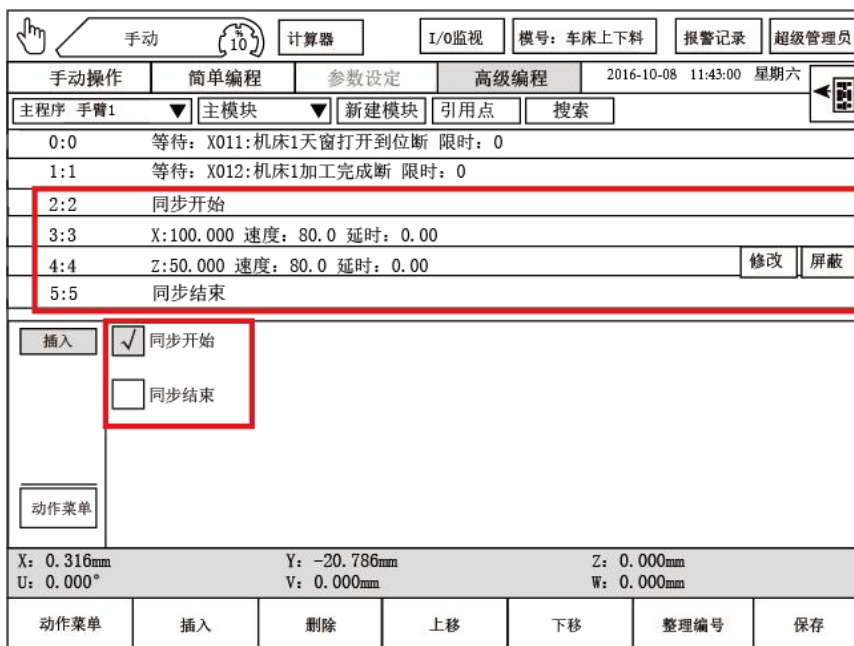 手动 10 计算器 I/O监视 模号：车床上下料 报警记录 超级管理员
手动操作 简单编程 参数设定 高级编程 2016-10-08 11:43:00 星期六
主程序 手臂1 ▼ 主模块 ▼ 新建模块 引用点 搜索
0:0 等待：X011:机床1天窗打开到位断 限时：0
1:1 等待：X012:机床1加工完成断 限时：0
2:2 同步开始
3:3 X:100.000 速度：80.0 延时：0.00
4:4 Z:50.000 速度：80.0 延时：0.00 修改 屏蔽
5:5 同步结束
插入 √ 同步开始
同步结束
动作菜单
X: 0.316mm Y: -20.786mm Z: 0.000mm
U: 0.000° V: 0.000mm W: 0.000mm
动作菜单 插入 删除 上移 下移 整理编号 保存